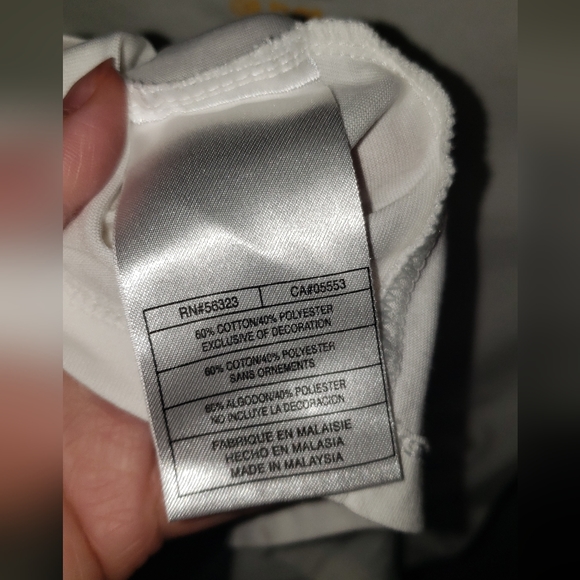 RN#56323 CA#05553
60% COTTON/40% POLYESTER
EXCLUSIVE OF DECORATION
60% COTON/40% POLYESTER
SANS ORNEMENTS
60% ALGODON/40% POLIESTER
NO INCLUYE LA DECORACION
FABRIQUE EN MALAISIE
HECHO EN MALASIA
MADE IN MALAYSIA